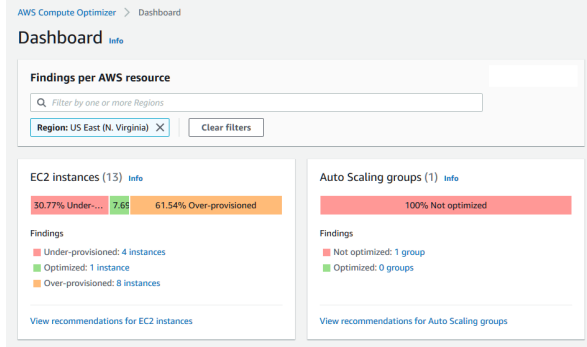 AWS Compute Optimizer > Dashboard
Dashboard Info
Findings per AWS resource
Filter by one or more Regions
Region: US East (N. Virginia) X Clear filters
EC2 instances (13) Info
30.77% Under-... 7.69 61.54% Over-provisioned
Findings
Under-provisioned: 4 instances
Optimized: 1 instance
Over-provisioned: 8 instances
View recommendations for EC2 instances
Auto Scaling groups (1) Info
100% Not optimized
Findings
Not optimized: 1 group
Optimized: 0 groups
View recommendations for Auto Scaling groups